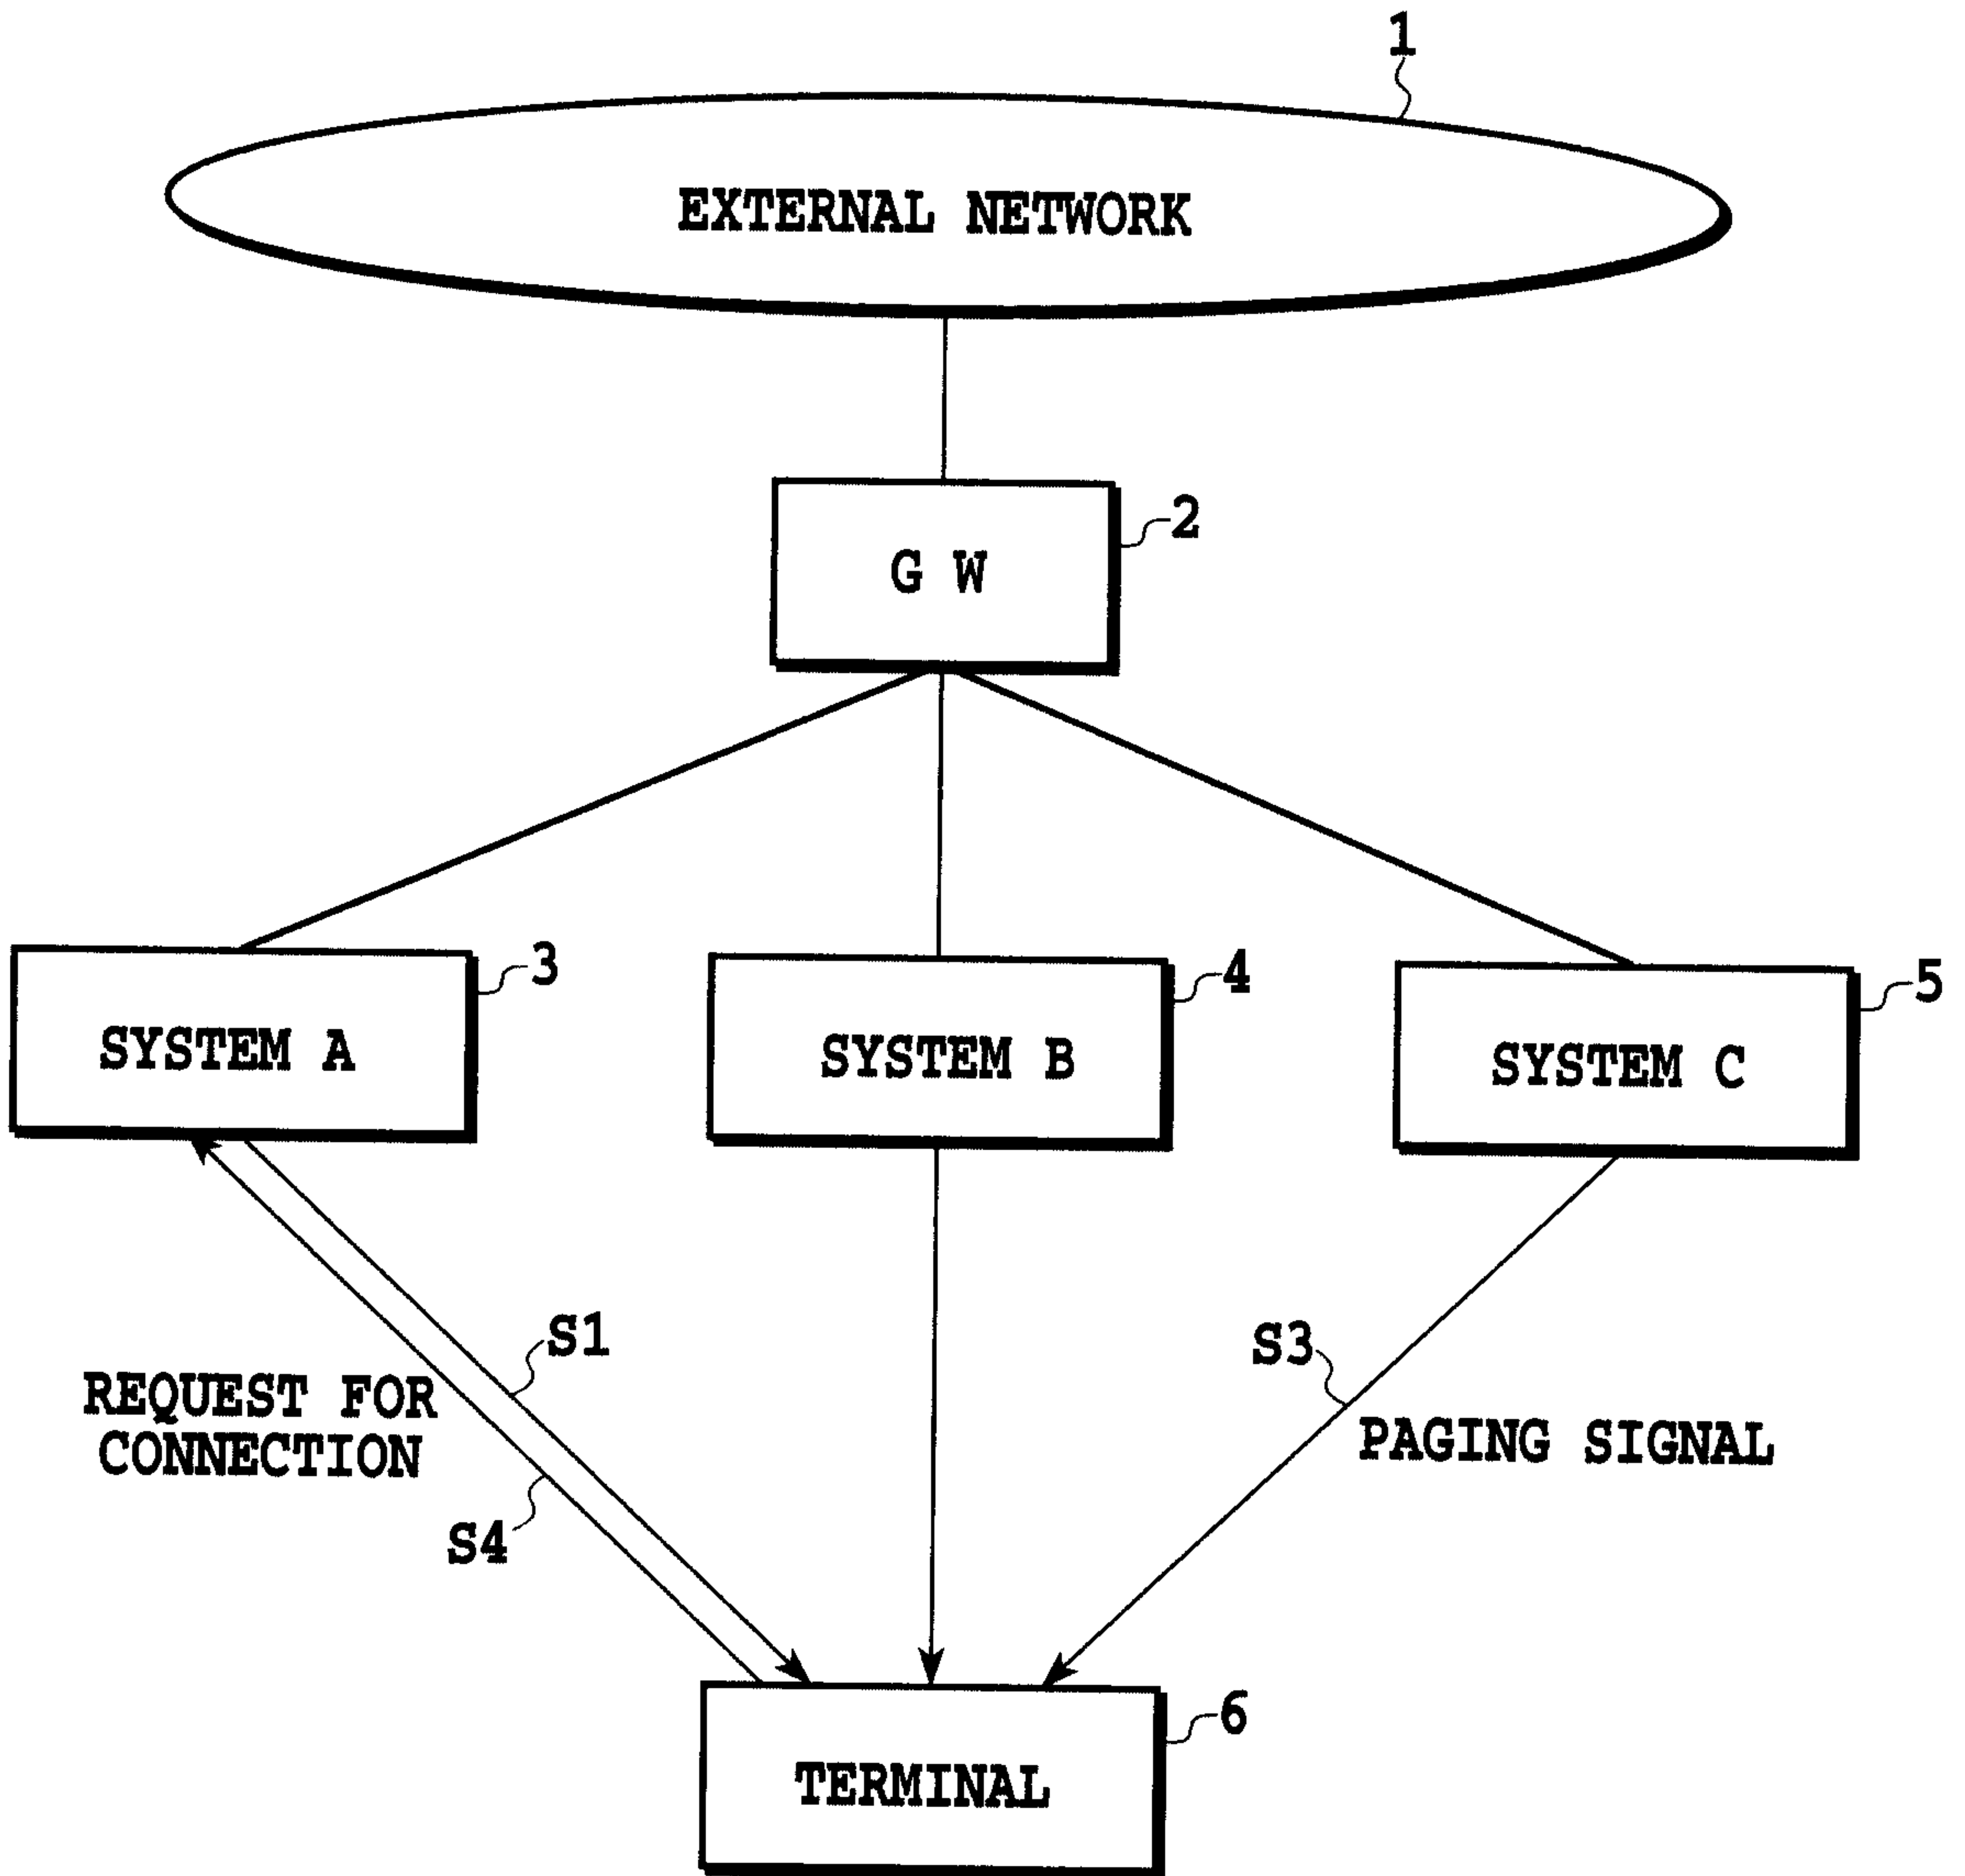 1
EXTERNAL NETWORK
2
G W
3
SYSTEM A
4
SYSTEM B
5
SYSTEM C
S1
REQUEST FOR
CONNECTION
S4
S3
PAGING SIGNAL
6
TERMINAL